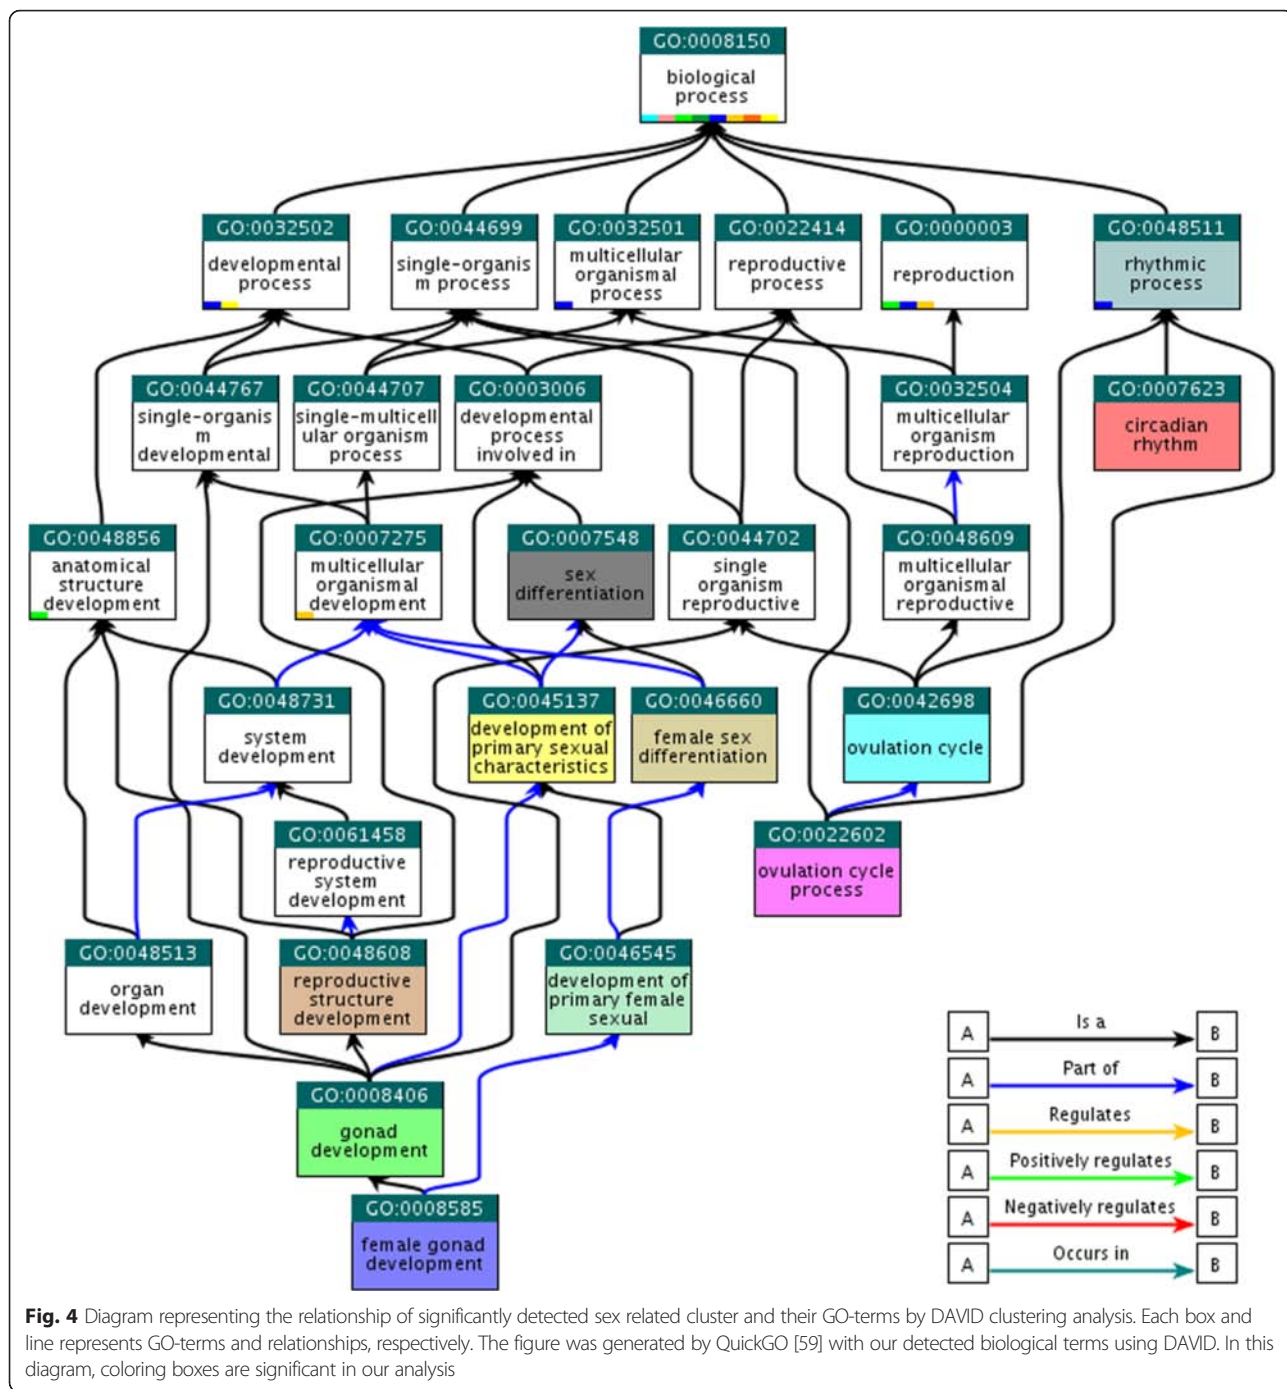 GO:0008150
biological
process
GO:0032502
developmental
process
GO:0044699
single-organis
m process
GO:0032501
multicellular
organismal
process
GO:0022414
reproductive
process
GO:0000003
reproduction
GO:0048511
rhythmic
process
GO:0044767
single-organis
m
developmental
GO:0044707
single-multicell
ular organism
process
GO:0003006
developmental
process
involved in
GO:0032504
multicellular
organism
reproduction
GO:0007623
circadian
rhythm
GO:0048856
anatomical
structure
development
GO:0007275
multicellular
organismal
development
GO:0007548
sex
differentiation
GO:0044702
single
organism
reproductive
GO:0048609
multicellular
organismal
reproductive
GO:0048731
system
development
GO:0045137
development of
primary sexual
characteristics
GO:0046660
female sex
differentiation
GO:0042698
ovulation cycle
GO:0061458
reproductive
system
development
GO:0022602
ovulation cycle
process
GO:0048513
organ
development
GO:0048608
reproductive
structure
development
GO:0046545
development of
primary female
sexual
GO:0008406
gonad
development
GO:0008585
female gonad
development
A Is a B
A Part of B
A Regulates B
A Positively regulates B
A Negatively regulates B
A Occurs in B
Fig. 4 Diagram representing the relationship of significantly detected sex related cluster and their GO-terms by DAVID clustering analysis. Each box and
line represents GO-terms and relationships, respectively. The figure was generated by QuickGO [59] with our detected biological terms using DAVID. In this
diagram, coloring boxes are significant in our analysis